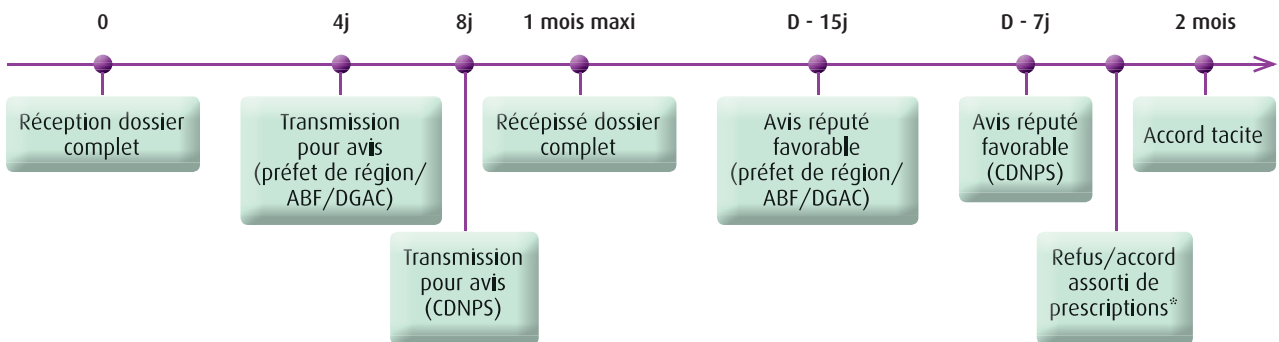 0
4j
8j
1 mois maxi
D - 15j
D - 7j
2 mois
Réception dossier
complet
Transmission
pour avis
(préfet de région/
ABF/DGAC)
Transmission
pour avis
(CDNPS)
Récépissé dossier
complet
Avis réputé
favorable
(préfet de région/
ABF/DGAC)
Avis réputé
favorable
(CDNPS)
Refus/accord
assorti de
prescriptions*
Accord tacite